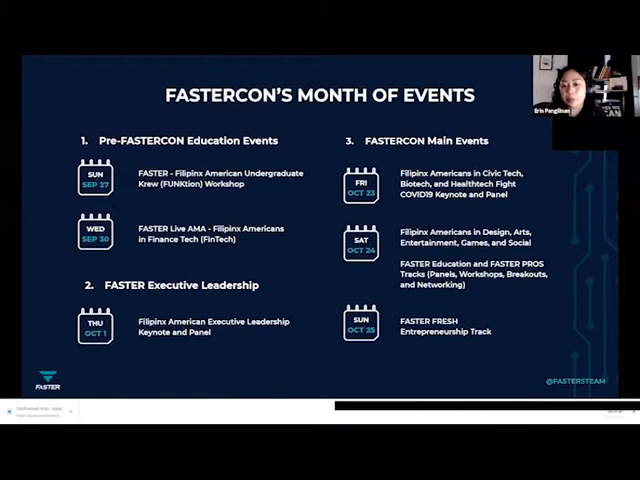 FASTERCON'S MONTH OF EVENTS
Erin Pangilinan
1. Pre-FASTERCON Education Events
SUN
SEP 27
FASTER - Filipinx American Undergraduate
Krew (FUNKtion) Workshop
WED
SEP 30
FASTER Live AMA - Filipinx Americans
in Finance Tech (FinTech)
2. FASTER Executive Leadership
THU
OCT 1
Filipinx American Executive Leadership
Keynote and Panel
3. FASTERCON Main Events
FRI
OCT 23
Filipinx Americans in Civic Tech,
Biotech, and Healthtech Fight
COVID19 Keynote and Panel
SAT
OCT 24
Filipinx Americans in Design, Arts,
Entertainment, Games, and Social
FASTER Education and FASTER PROS
Tracks (Panels, Workshops, Breakouts,
and Networking)
SUN
OCT 25
FASTER FRESH
Entrepreneurship Track
FASTER
@FASTERSTEAM